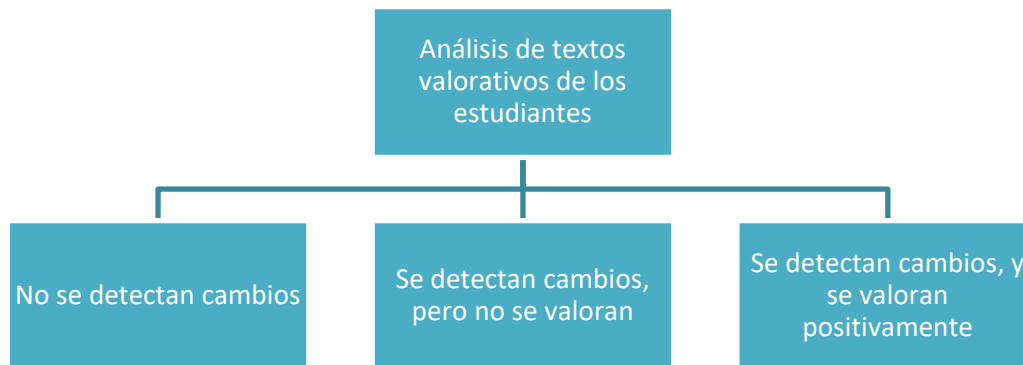 Análisis de textos
valorativos de los
estudiantes
No se detectan cambios
Se detectan cambios,
pero no se valoran
Se detectan cambios, y
se valoran
positivamente